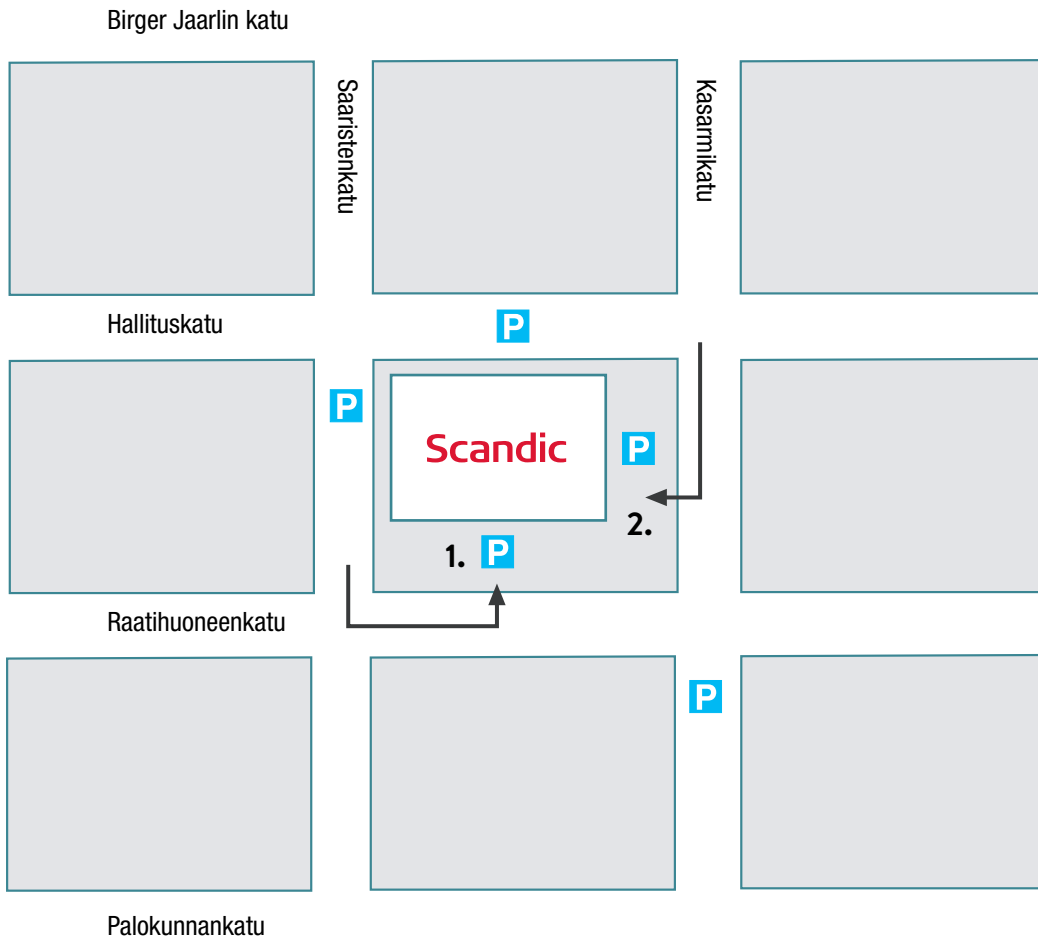 Birger Jaarlin katu
Saaristenkatu
Kasarmikatu
Hallituskatu
P
P
Scandic
P
2.
1. P
Raatihuoneenkatu
P
Palokunnankatu